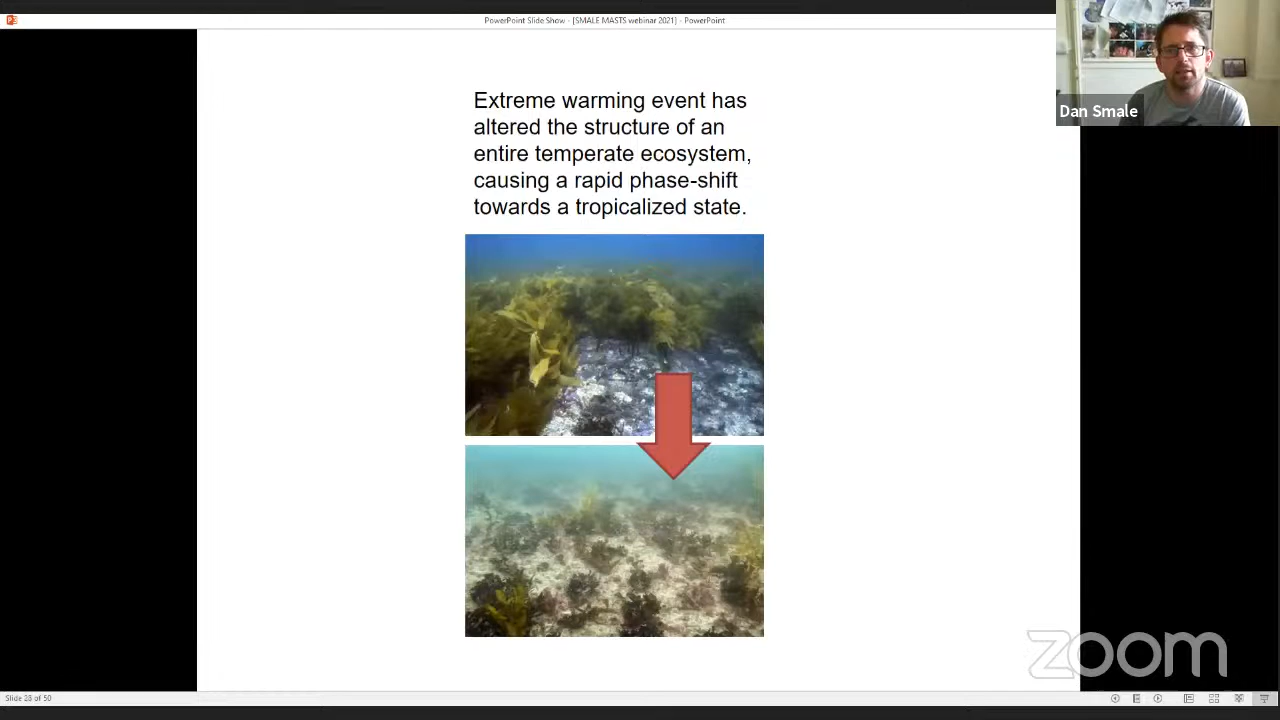 PowerPoint Slide Show - [SMALE MASTS webinar 2021] - PowerPoint
Dan Smale
Extreme warming event has
altered the structure of an
entire temperate ecosystem,
causing a rapid phase-shift
towards a tropicalized state.
zoom
Slide 28 of 50